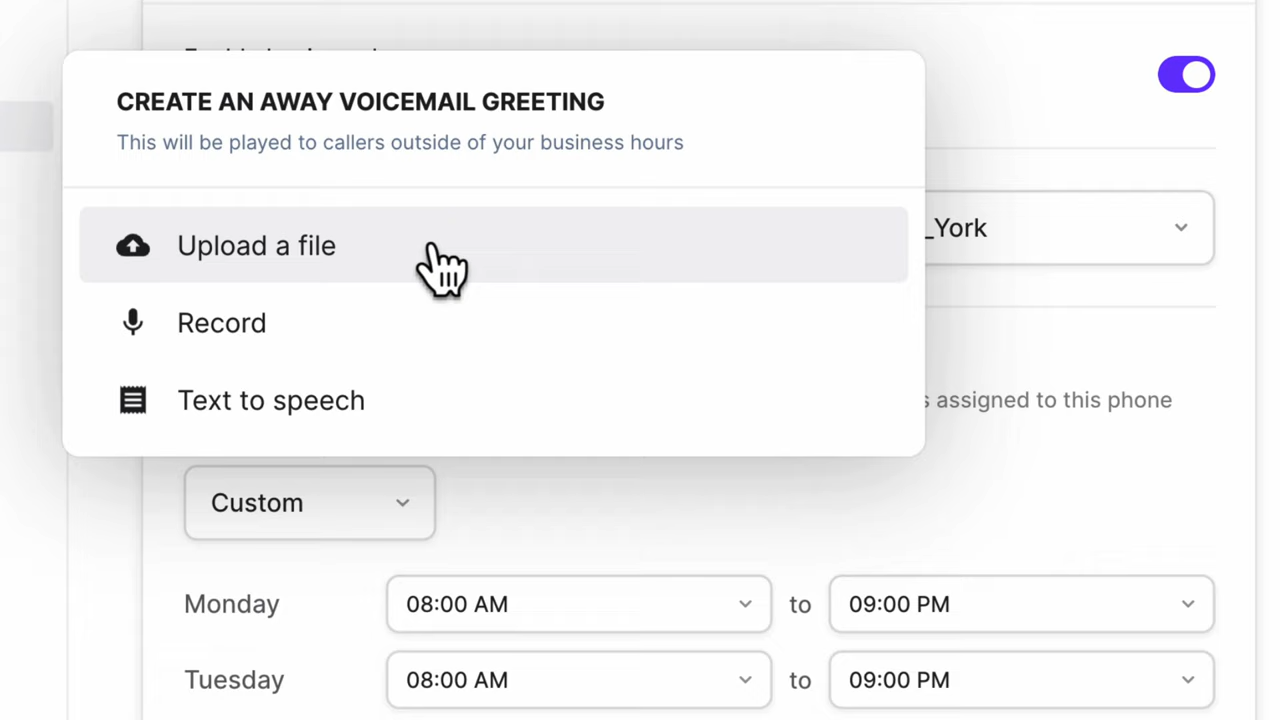 CREATE AN AWAY VOICEMAIL GREETING
This will be played to callers outside of your business hours
Upload a file
_York
Record
Text to speech
assigned to this phone
Custom
Monday 08:00 AM to 09:00 PM
Tuesday 08:00 AM to 09:00 PM